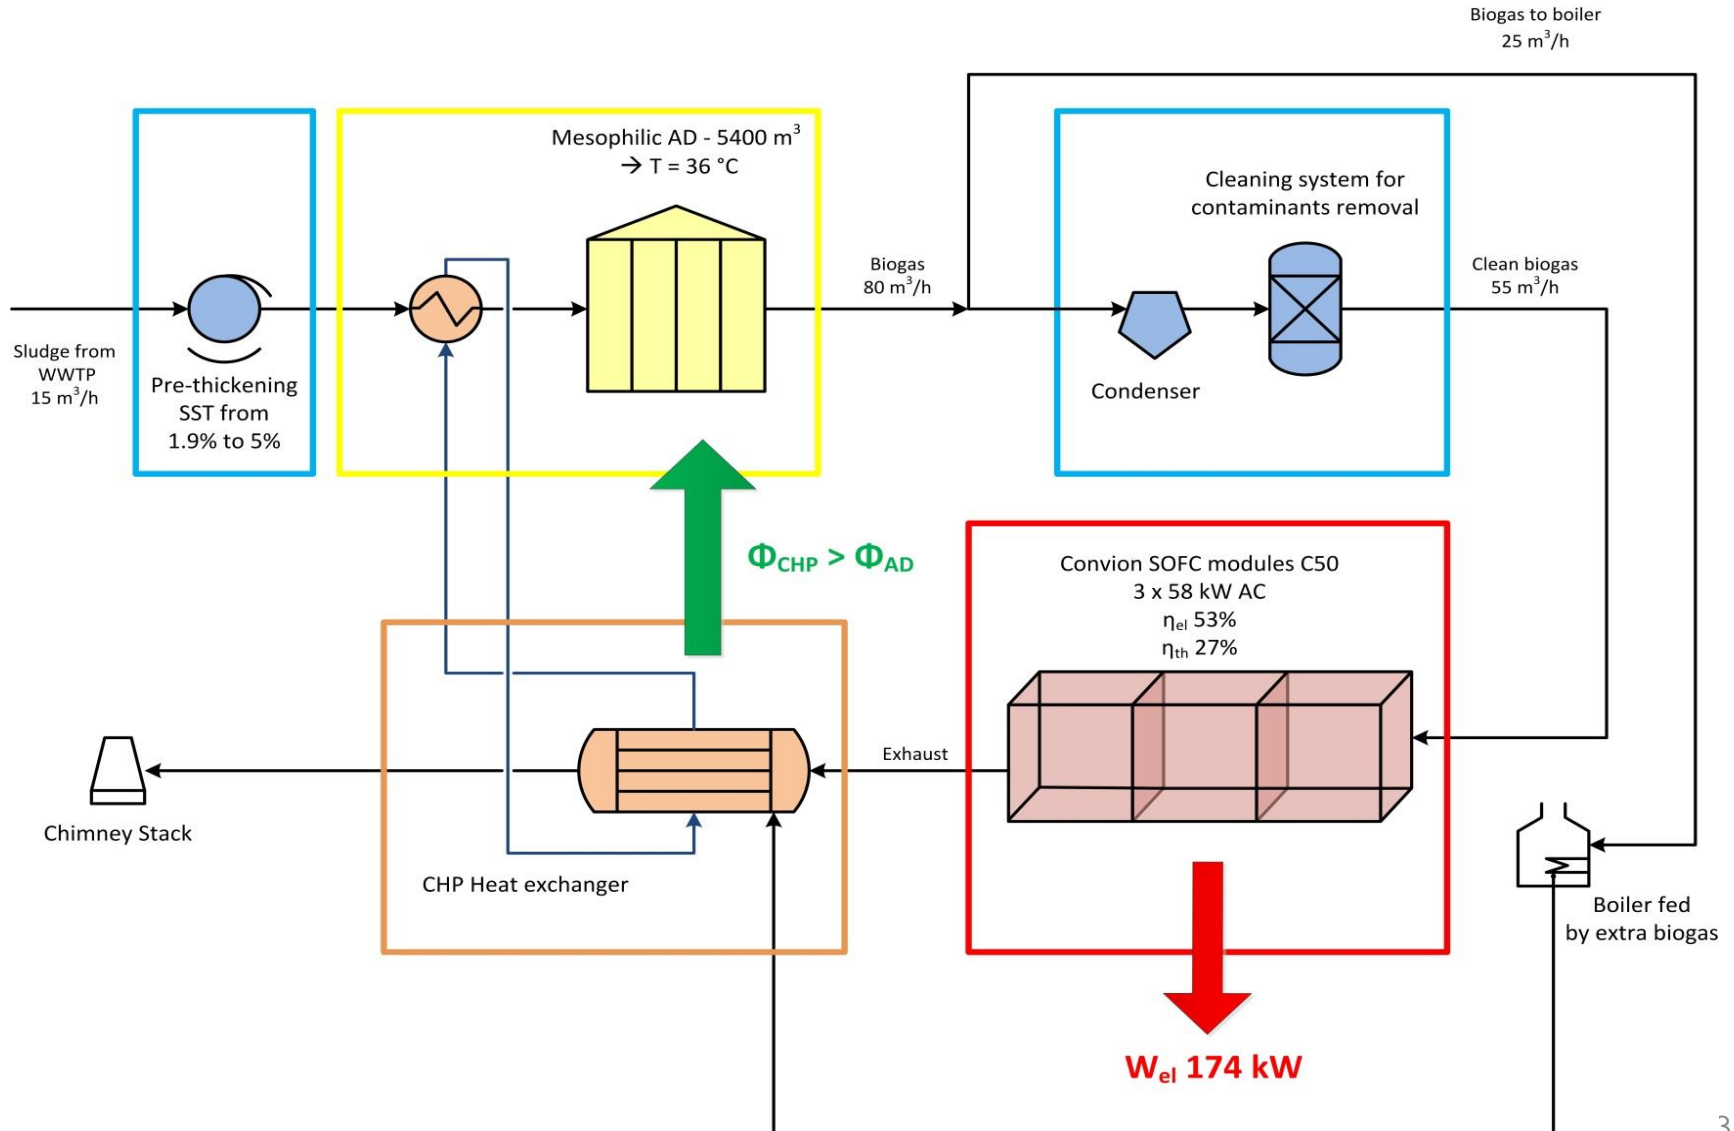 Biogas to boiler
25 m³/h
Mesophilic AD - 5400 m³
→ T = 36 °C
Cleaning system for
contaminants removal
Biogas
80 m³/h
Clean biogas
55 m³/h
Sludge from
WWTP
15 m³/h
Pre-thickening
SST from
1.9% to 5%
Condenser
ΦCHP > ΦAD
Convion SOFC modules C50
3 x 58 kW AC
ηel 53%
ηth 27%
Exhaust
Chimney Stack
CHP Heat exchanger
Boiler fed
by extra biogas
Wel 174 kW
3